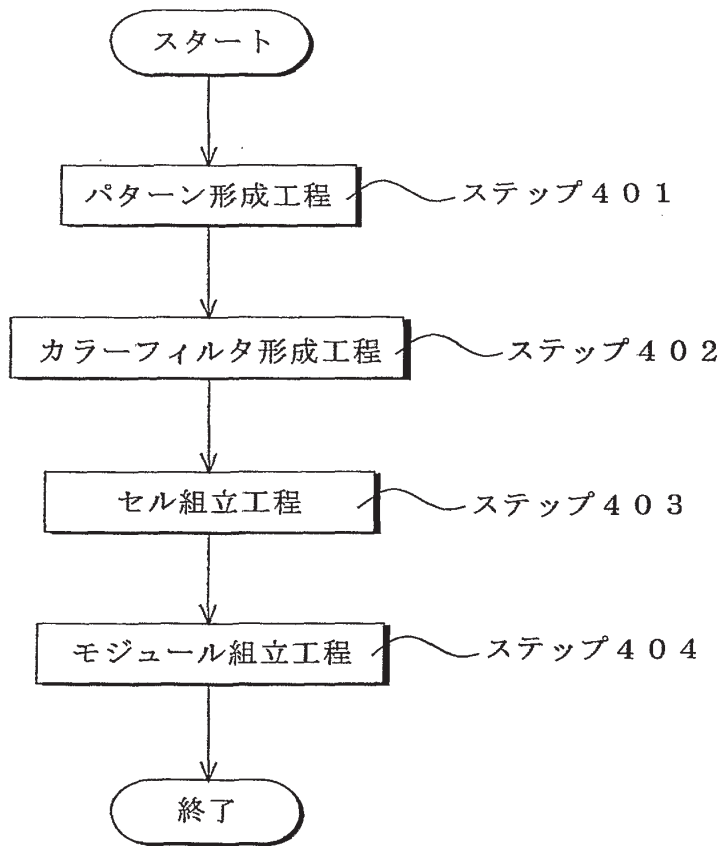 スタート
パターン形成工程 ステップ４０１
カラーフィルタ形成工程 ステップ４０２
セル組立工程 ステップ４０３
モジュール組立工程 ステップ４０４
終了